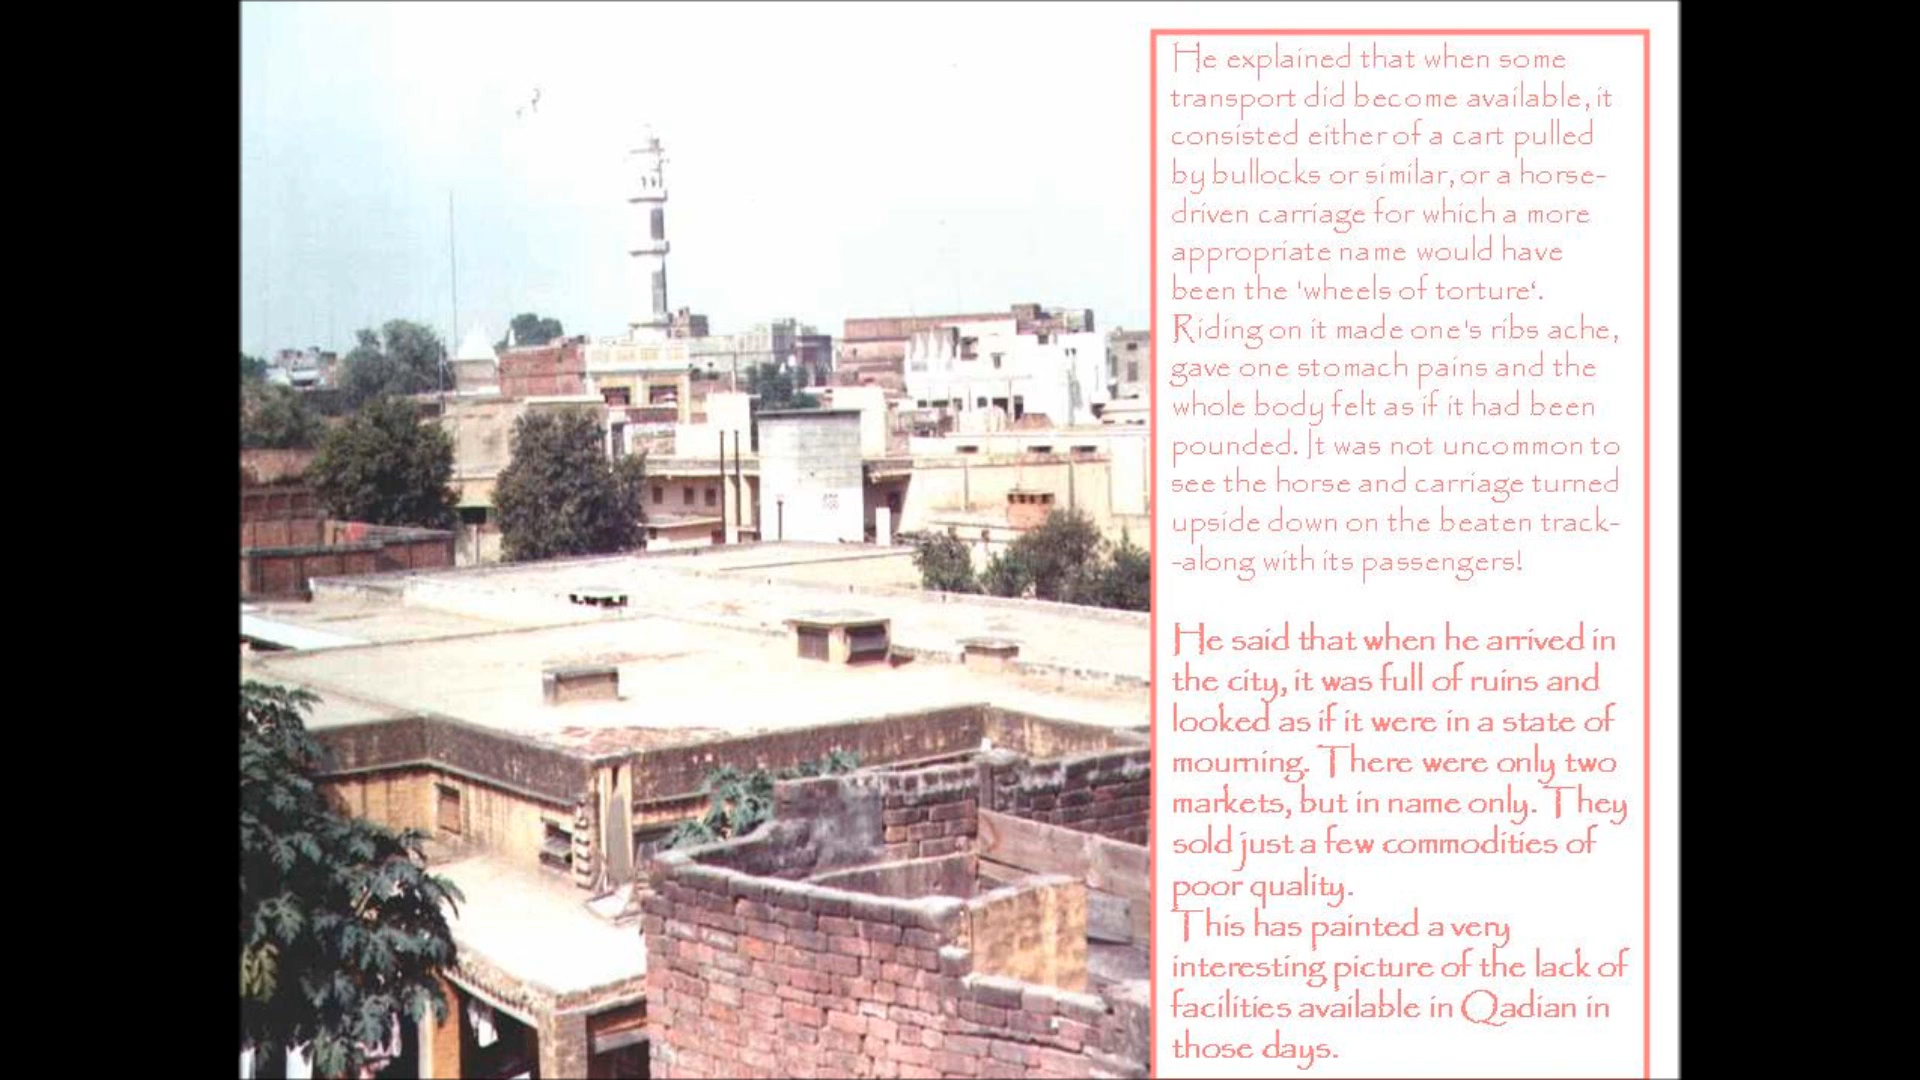 He explained that when some
transport did become available, it
consisted either of a cart pulled
by bullocks or similar, or a horse-
driven carriage for which a more
appropriate name would have
been the 'wheels of torture‘.
Riding on it made one's ribs ache,
gave one stomach pains and the
whole body felt as if it had been
pounded. It was not uncommon to
see the horse and carriage turned
upside down on the beaten track-
-along with its passengers!
He said that when he arrived in
the city, it was full of ruins and
looked as if it were in a state of
mourning. There were only two
markets, but in name only. They
sold just a few commodities of
poor quality.
This has painted a very
interesting picture of the lack of
facilities available in Qadian in
those days.